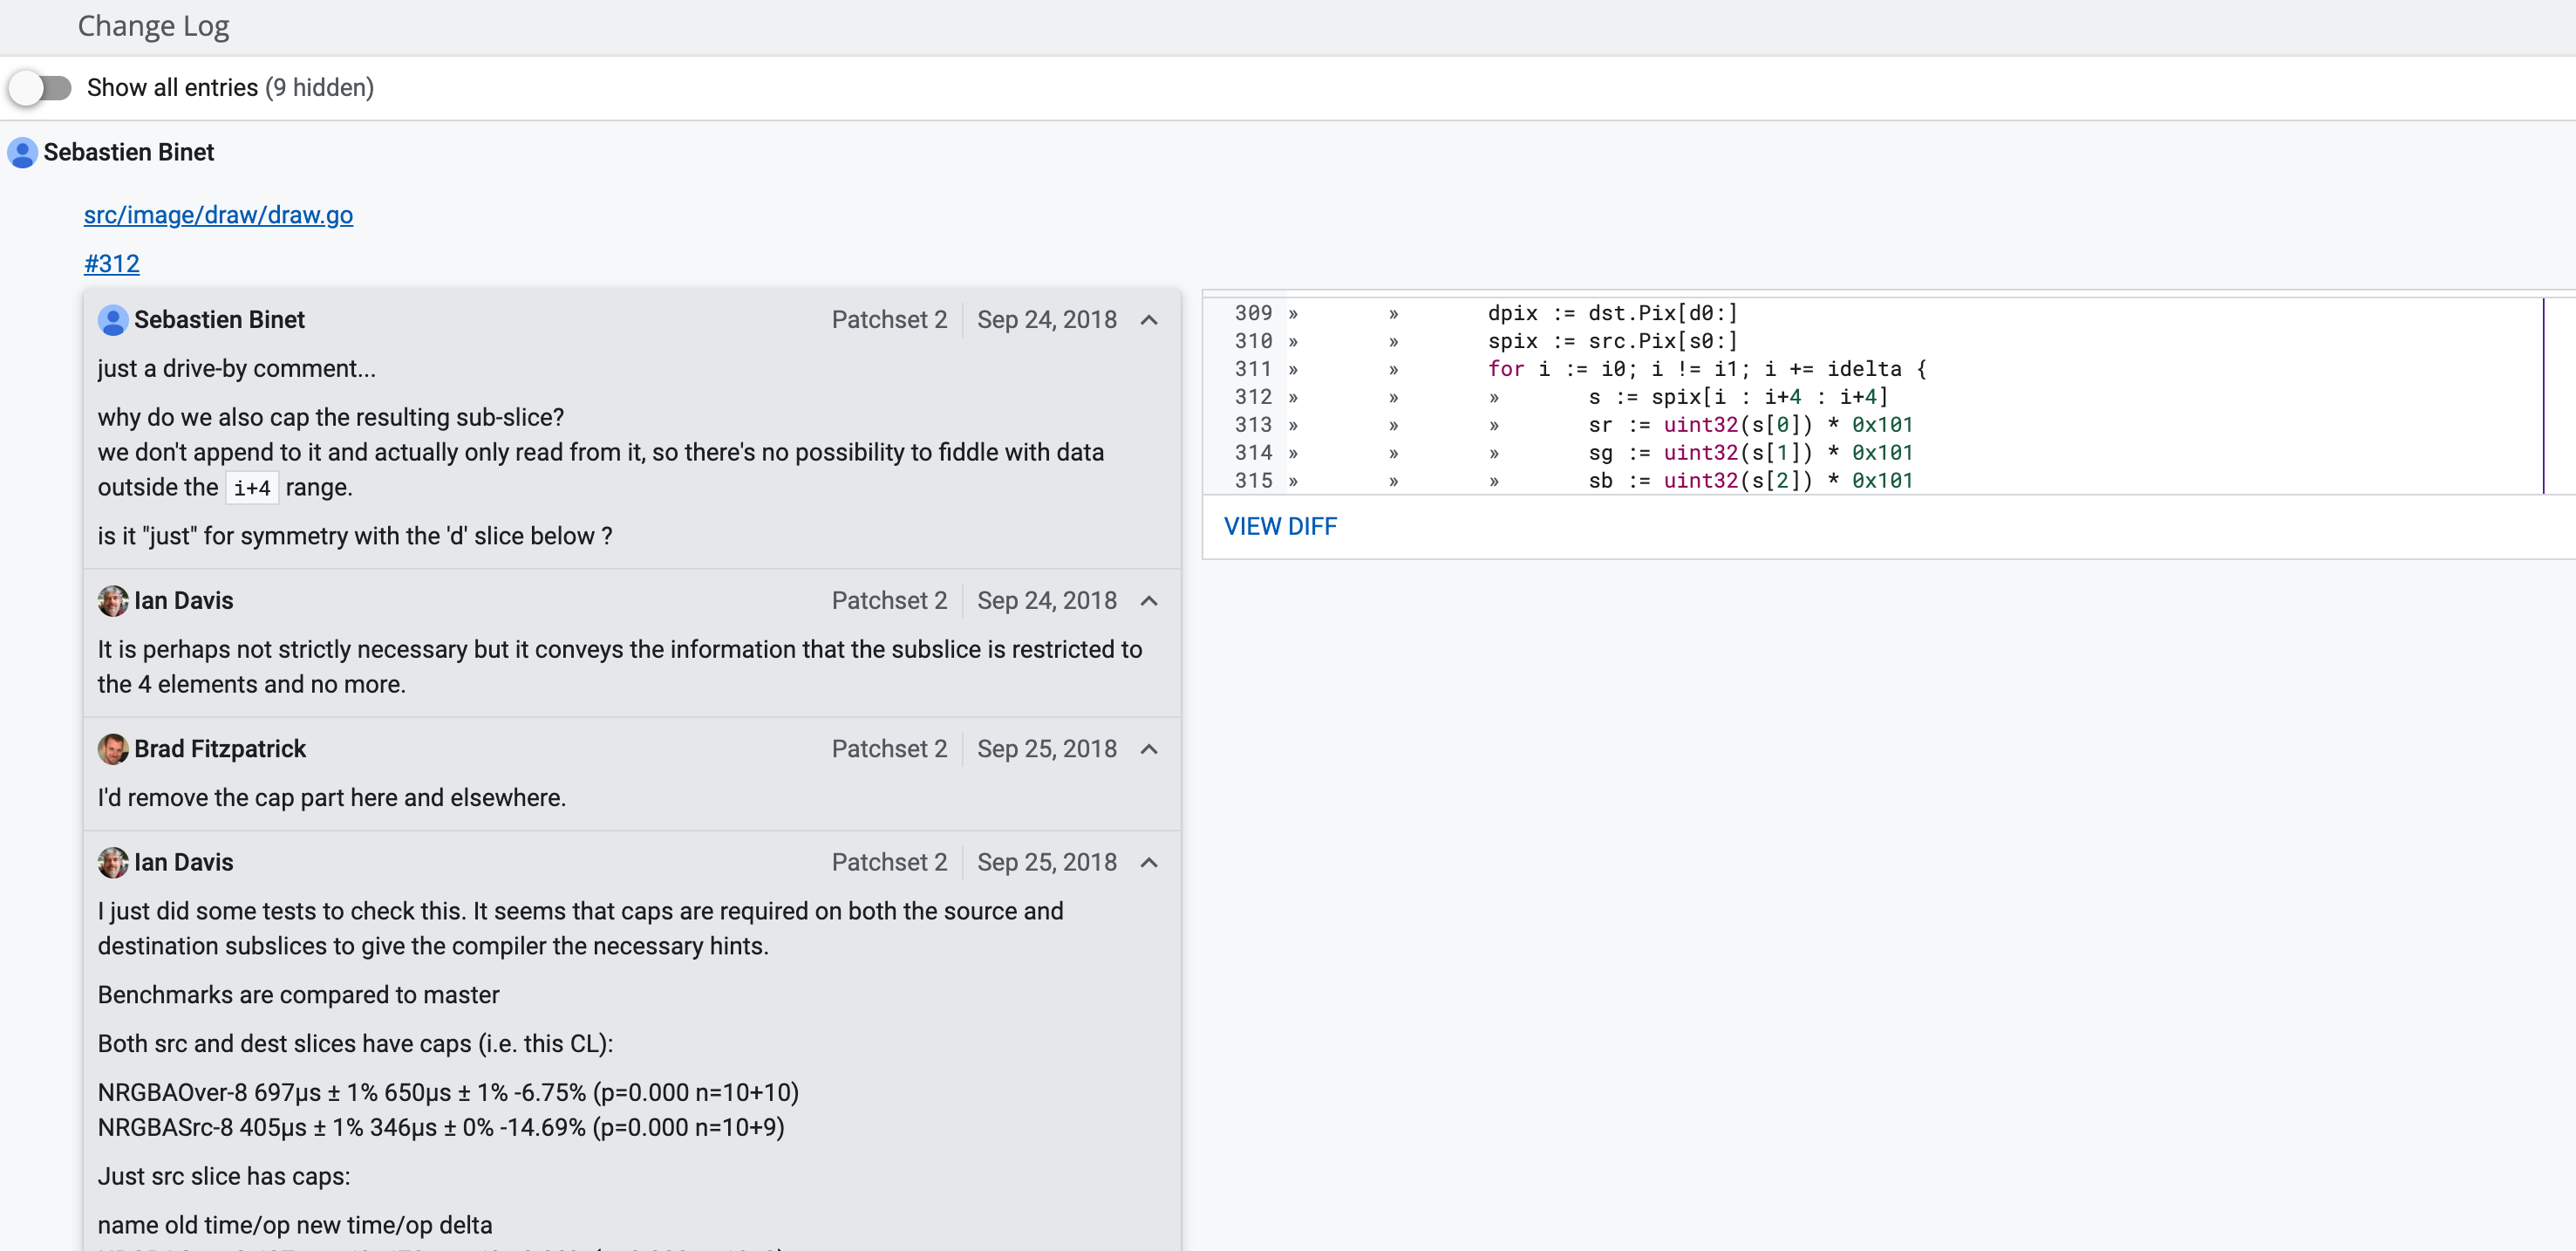 Change Log
Show all entries (9 hidden)
Sebastien Binet
src/image/draw/draw.go
#312
Sebastien Binet Patchset 2 Sep 24, 2018
just a drive-by comment...
why do we also cap the resulting sub-slice?
we don't append to it and actually only read from it, so there's no possibility to fiddle with data
outside the i+4 range.
is it "just" for symmetry with the 'd' slice below ?
Ian Davis Patchset 2 Sep 24, 2018
It is perhaps not strictly necessary but it conveys the information that the subslice is restricted to
the 4 elements and no more.
Brad Fitzpatrick Patchset 2 Sep 25, 2018
I'd remove the cap part here and elsewhere.
Ian Davis Patchset 2 Sep 25, 2018
I just did some tests to check this. It seems that caps are required on both the source and
destination subslices to give the compiler the necessary hints.
Benchmarks are compared to master
Both src and dest slices have caps (i.e. this CL):
NRGBAOver-8 697µs ± 1% 650µs ± 1% -6.75% (p=0.000 n=10+10)
NRGBASrc-8 405µs ± 1% 346µs ± 0% -14.69% (p=0.000 n=10+9)
Just src slice has caps:
name old time/op new time/op delta
309 » » dpix := dst.Pix[d0:]
310 » » spix := src.Pix[s0:]
311 » » for i := i0; i != i1; i += idelta {
312 » » » s := spix[i : i+4 : i+4]
313 » » » sr := uint32(s[0]) * 0x101
314 » » » sg := uint32(s[1]) * 0x101
315 » » » sb := uint32(s[2]) * 0x101
VIEW DIFF